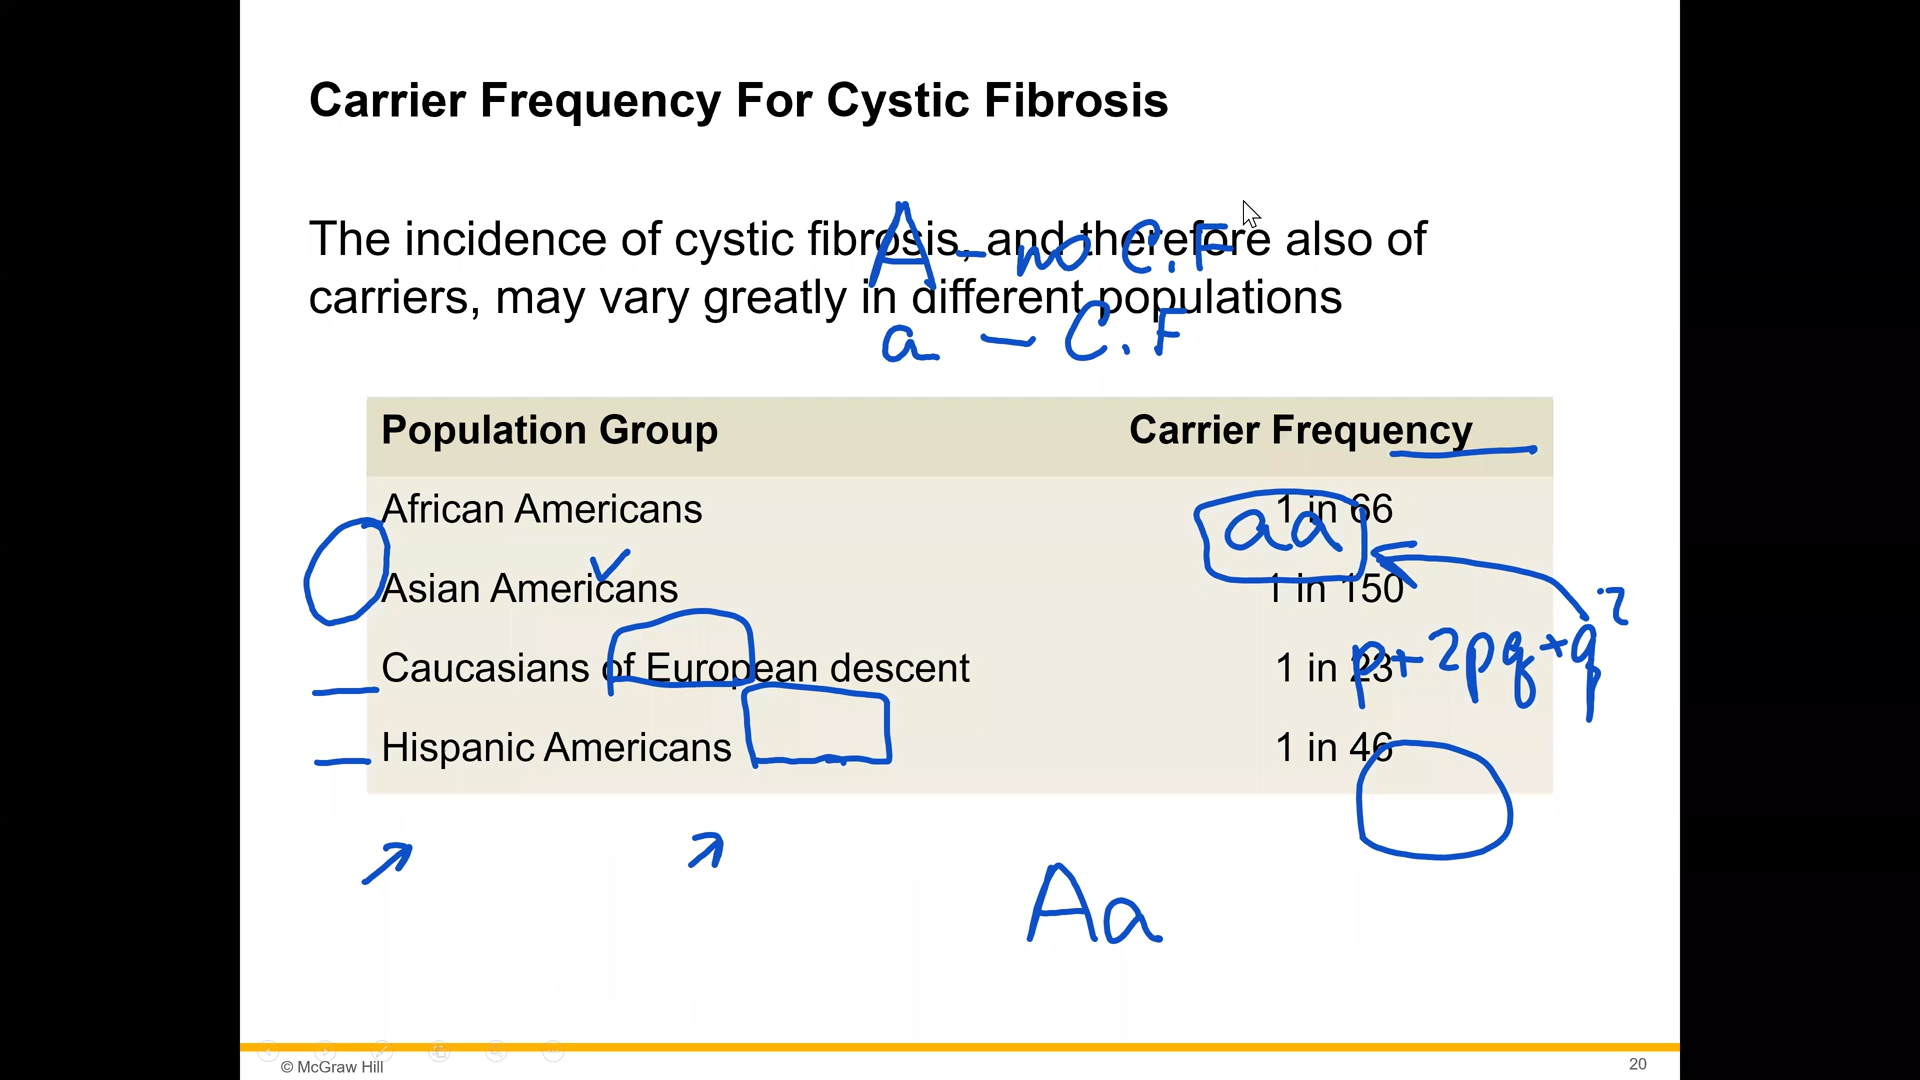 Carrier Frequency For Cystic Fibrosis
The incidence of cystic fibrosis, and therefore also of
A - no C.F
carriers, may vary greatly in different populations
a - C.F
Population Group Carrier Frequency
African Americans 1 in 66
aa
Asian Americans 1 in 150
p + 2pq + q²
Caucasians of European descent 1 in 23
Hispanic Americans 1 in 46
Aa
© McGraw Hill 20